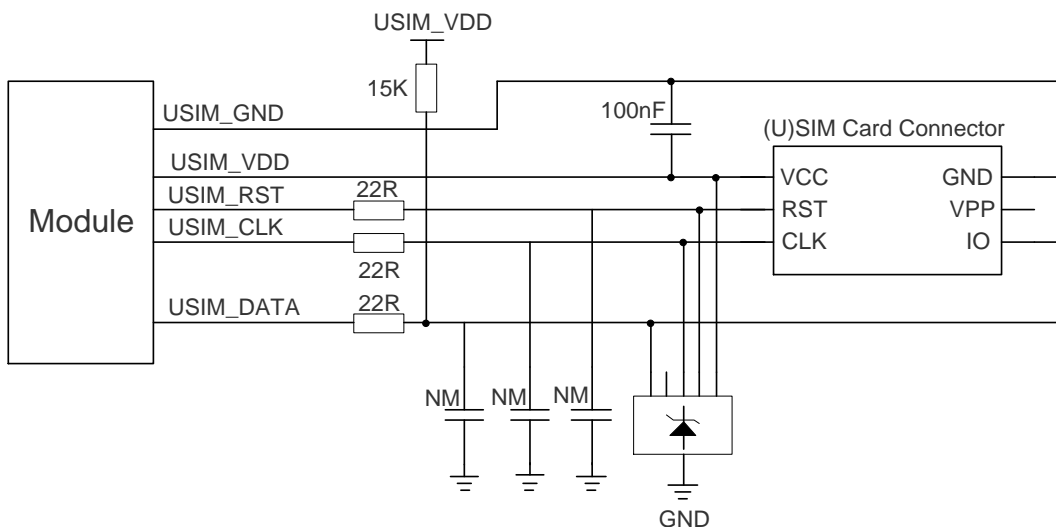 USIM_VDD
15K
USIM_GND
100nF
(U)SIM Card Connector
USIM_VDD
VCC
GND
USIM_RST
22R
RST
VPP
Module
USIM_CLK
22R
CLK
IO
USIM_DATA
22R
NM
NM
NM
GND